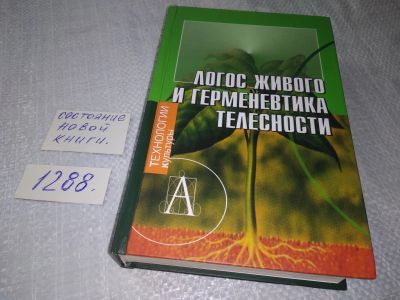 ЛОГОС ЖИВОГО
И ГЕРМЕНЕВТИКА
ТЕЛЕСНОСТИ
ТЕХНОЛОГИИ
культуры
А
состояние
новой
книги.
1288.